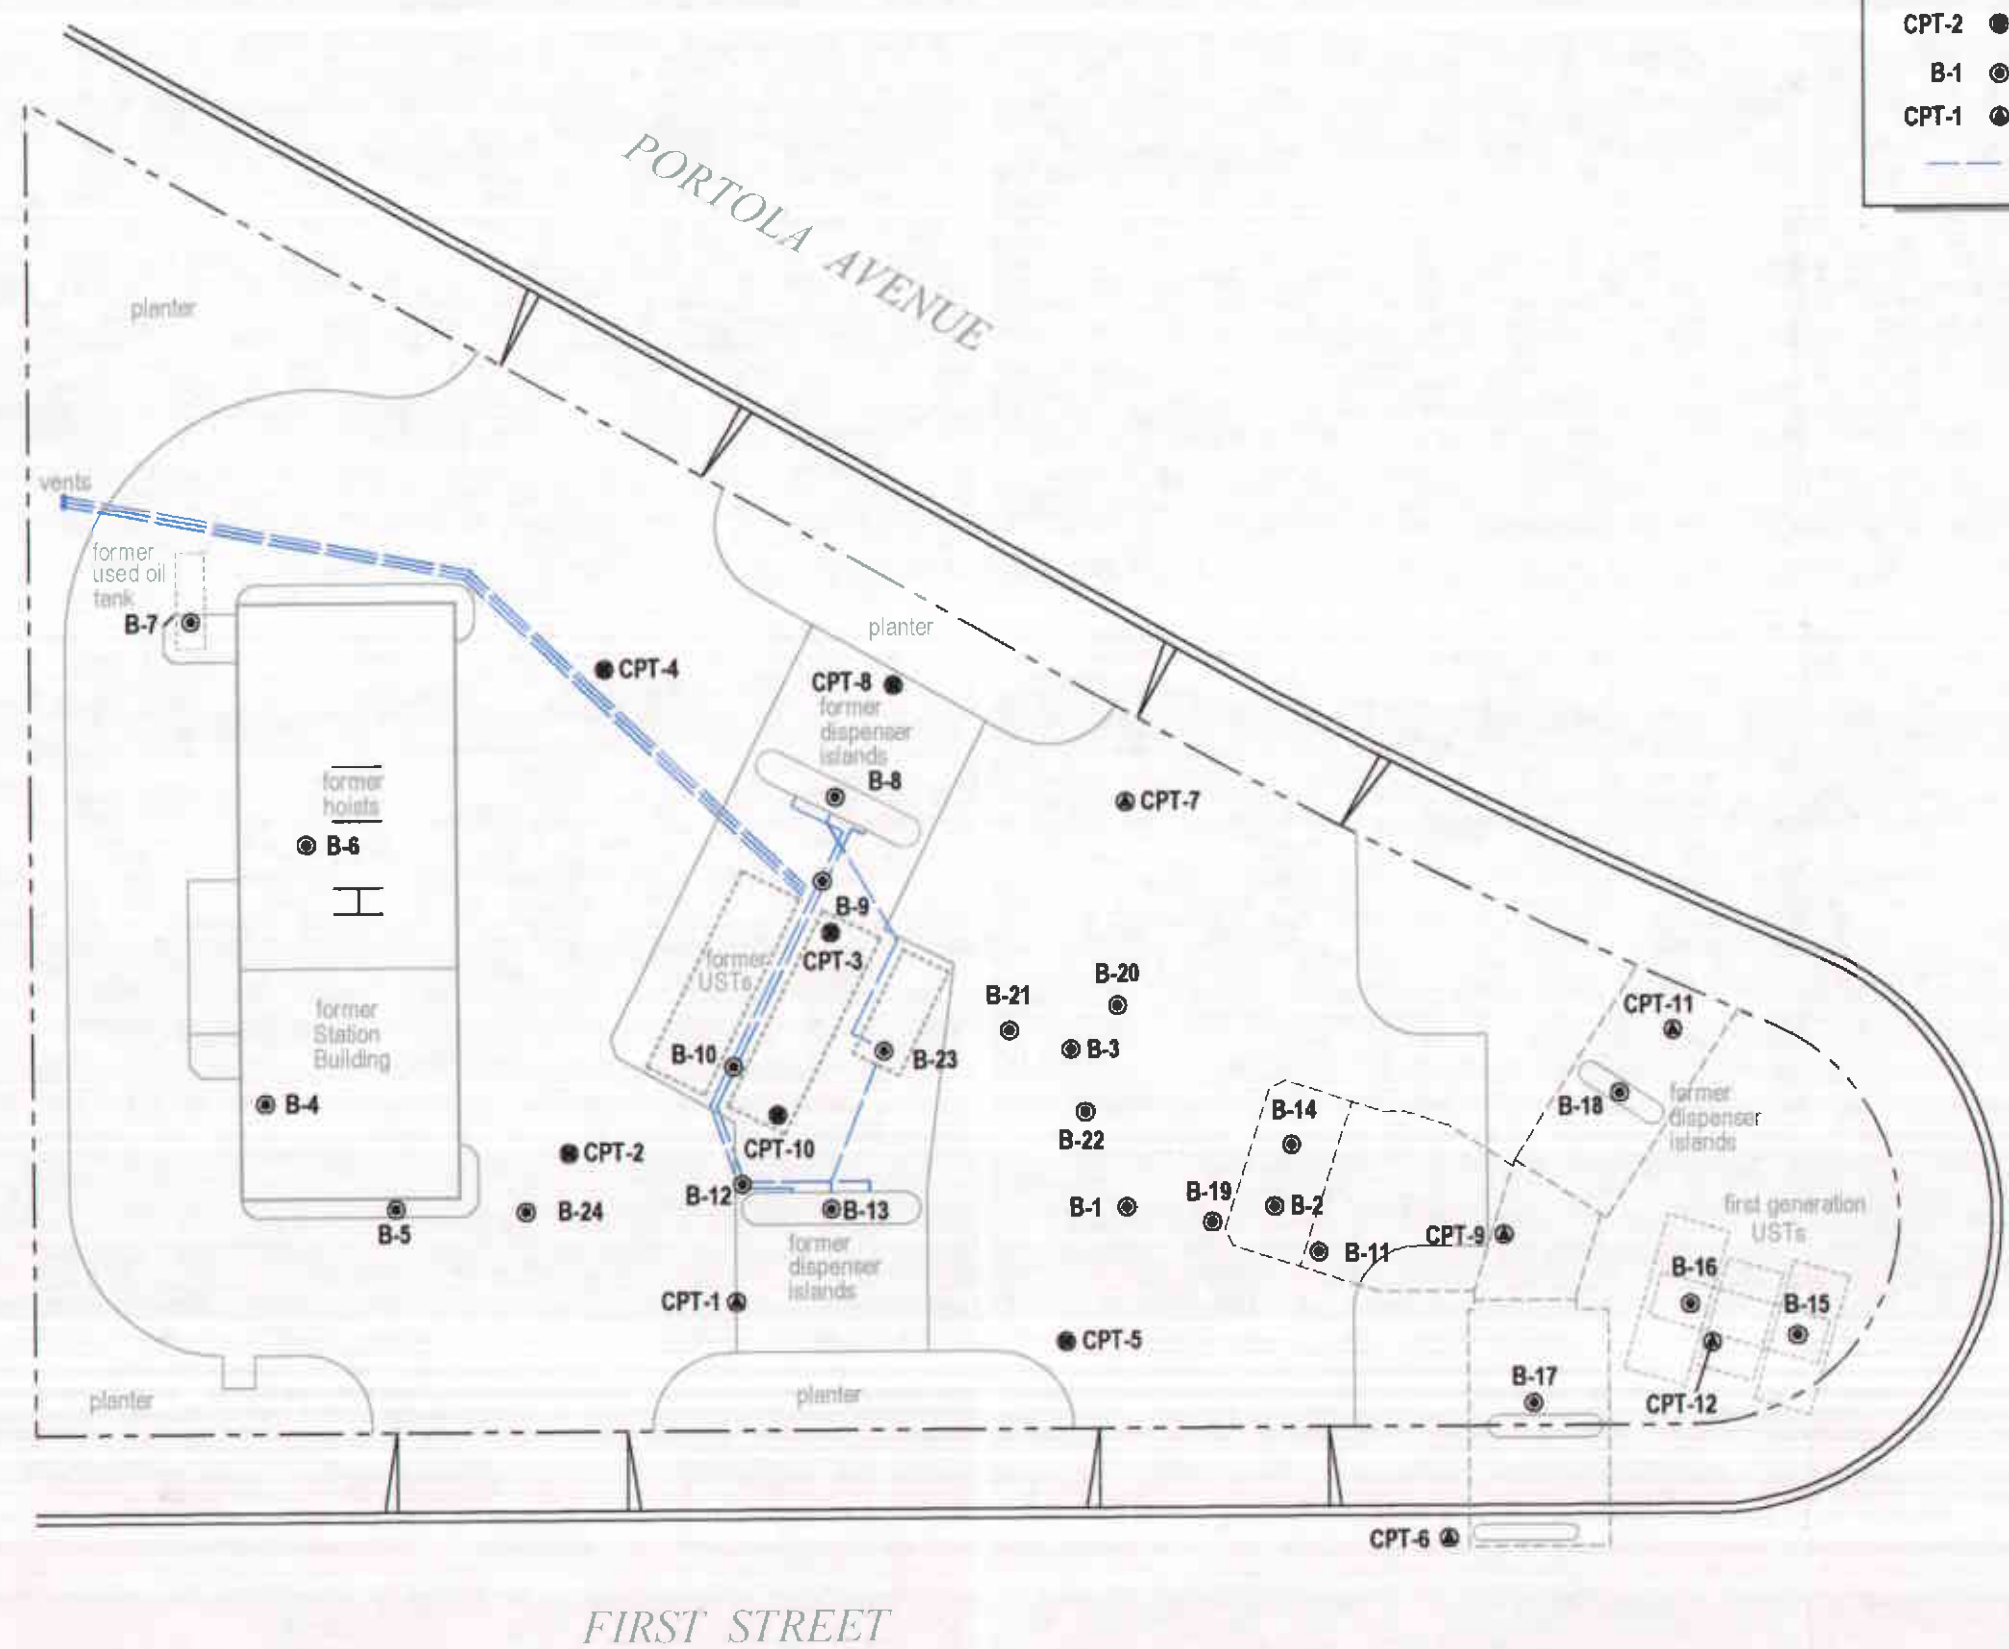 CPT-2
B-1
CPT-1
PORTOLA AVENUE
planter
vents
former
used oil
tank
B-7
CPT-4
planter
CPT-8
former
dispenser
islands
B-8
former
hoists
CPT-7
B-6
B-9
CPT-3
former
USTs
B-20
B-21
CPT-11
former
Station
Building
B-10
B-23
B-3
B-4
B-18
former
dispenser
islands
B-14
B-22
CPT-2
CPT-10
B-12
B-13
B-24
B-5
B-1
B-19
B-2
B-11
CPT-9
first generation
USTs
former
dispenser
islands
B-16
B-15
CPT-1
CPT-5
B-17
CPT-12
planter
planter
CPT-6
FIRST STREET